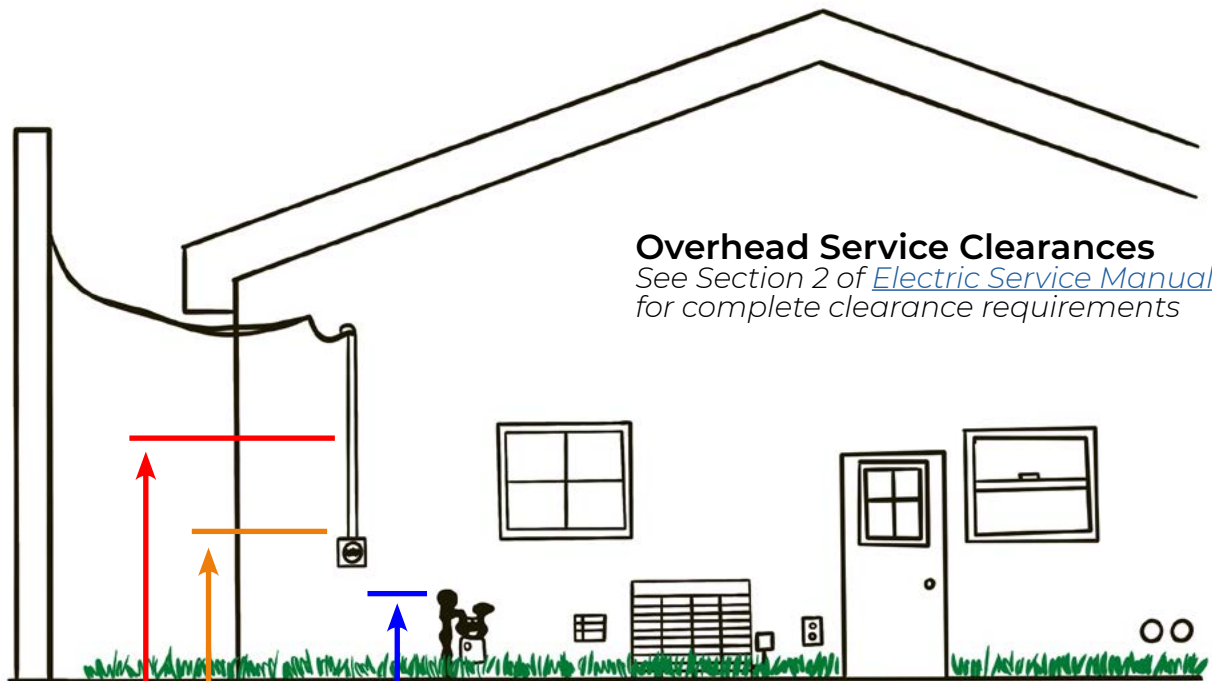 Overhead Service Clearances
See Section 2 of Electric Service Manual
for complete clearance requirements